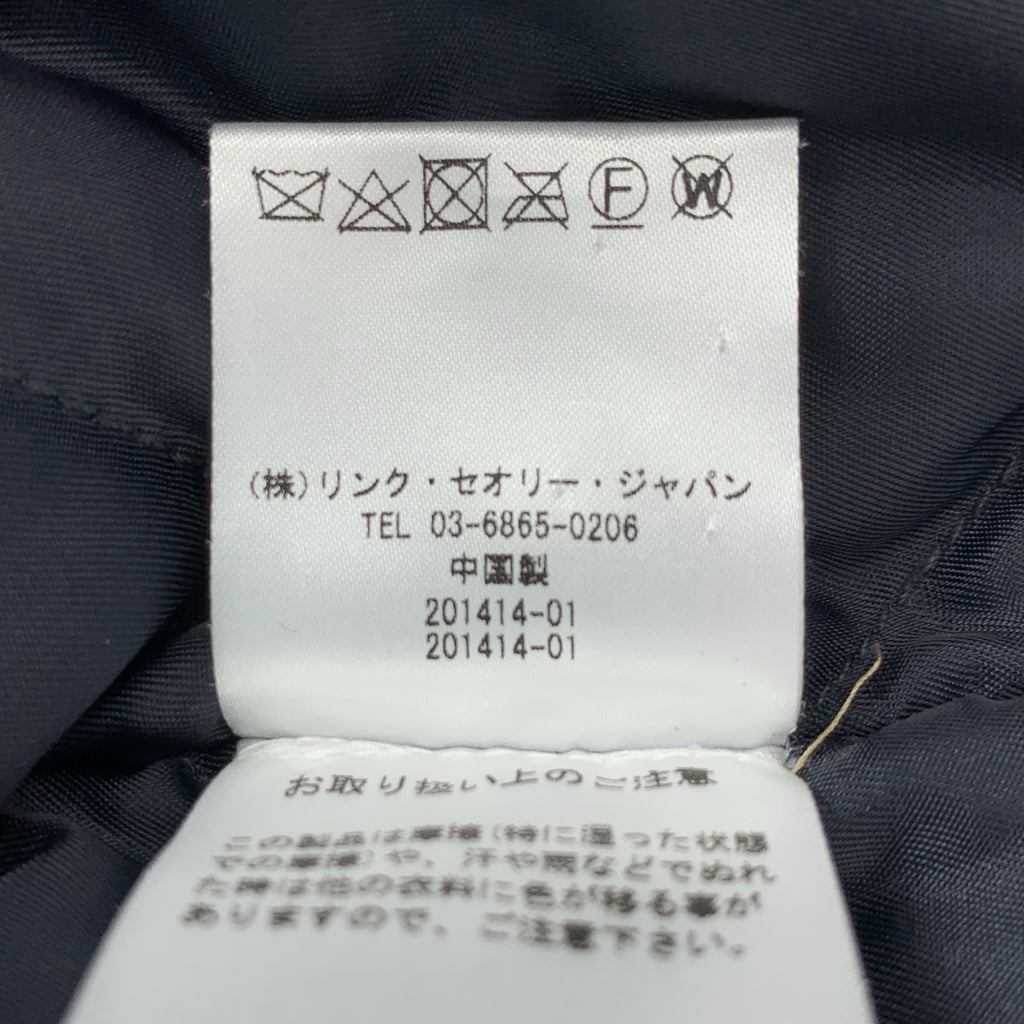 F W
(株)リンク・セオリー・ジャパン
TEL 03-6865-0206
中国製
201414-01
201414-01
お取り扱い上のご注意
この製品は摩擦(特に湿った状態
での摩擦)や、汗や雨などでぬれ
た時は他の衣料に色が移る事が
ありますので、ご注意下さい。